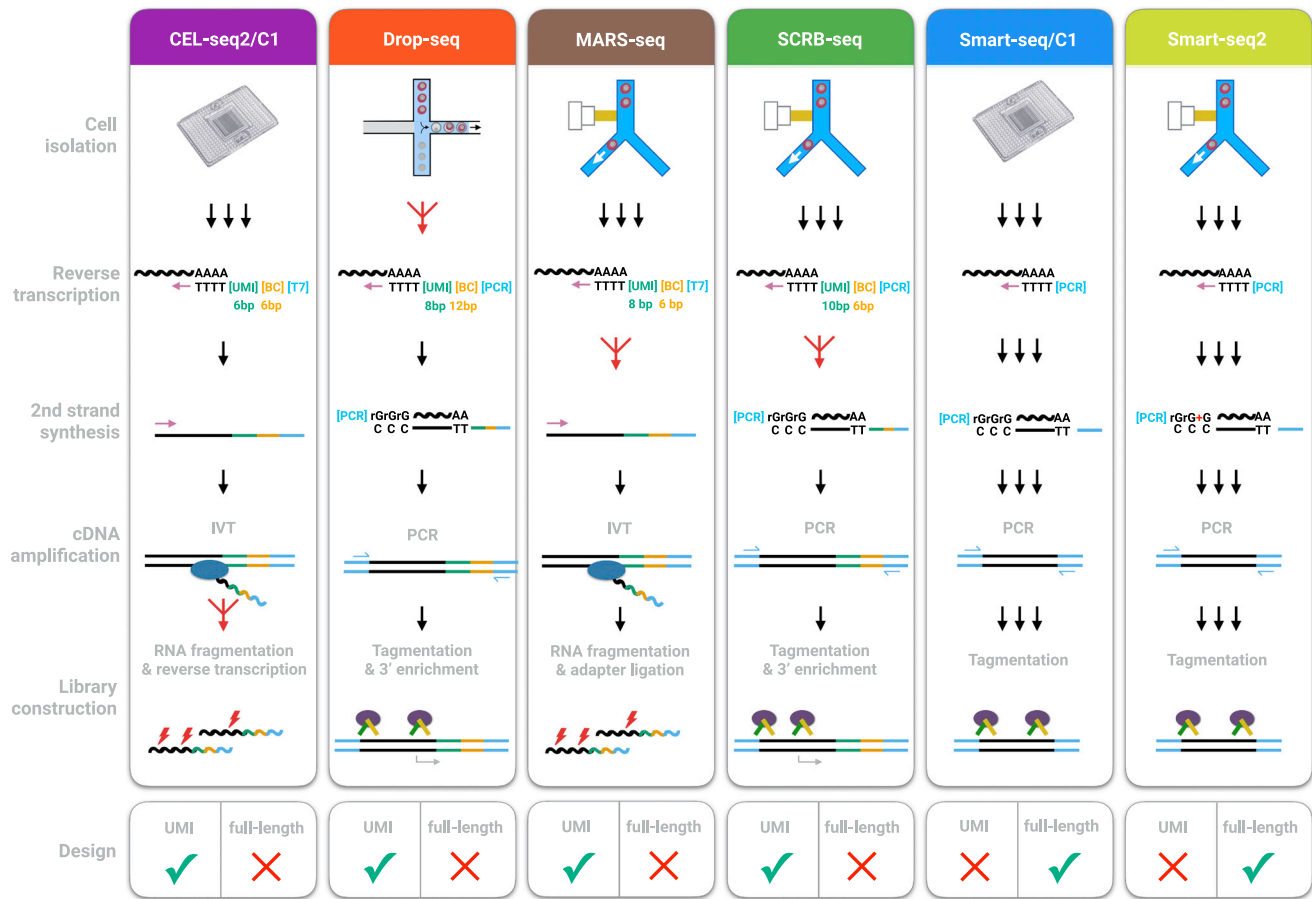 CEL-seq2/C1
Drop-seq
MARS-seq
SCRB-seq
Smart-seq/C1
Smart-seq2
Cell
isolation
Reverse
transcription
AAAA
TTTT [UMI] [BC] [T7]
6bp 6bp
AAAA
TTTT [UMI] [BC] [PCR]
8bp 12bp
AAAA
TTTT [UMI] [BC] [T7]
8 bp 6 bp
AAAA
TTTT [UMI] [BC] [PCR]
10bp 6bp
AAAA
TTTT [PCR]
AAAA
TTTT [PCR]
2nd strand
synthesis
[PCR] rGrGrG AA
C C C TT
[PCR] rGrGrG AA
C C C TT
[PCR] rGrGrG AA
C C C TT
[PCR] rGrG+G AA
C C C TT
cDNA
amplification
IVT
PCR
IVT
PCR
PCR
PCR
Library
construction
RNA fragmentation
& reverse transcription
Tagmentation
& 3' enrichment
RNA fragmentation
& adapter ligation
Tagmentation
& 3' enrichment
Tagmentation
Tagmentation
Design
UMI full-length
UMI full-length
UMI full-length
UMI full-length
UMI full-length
UMI full-length